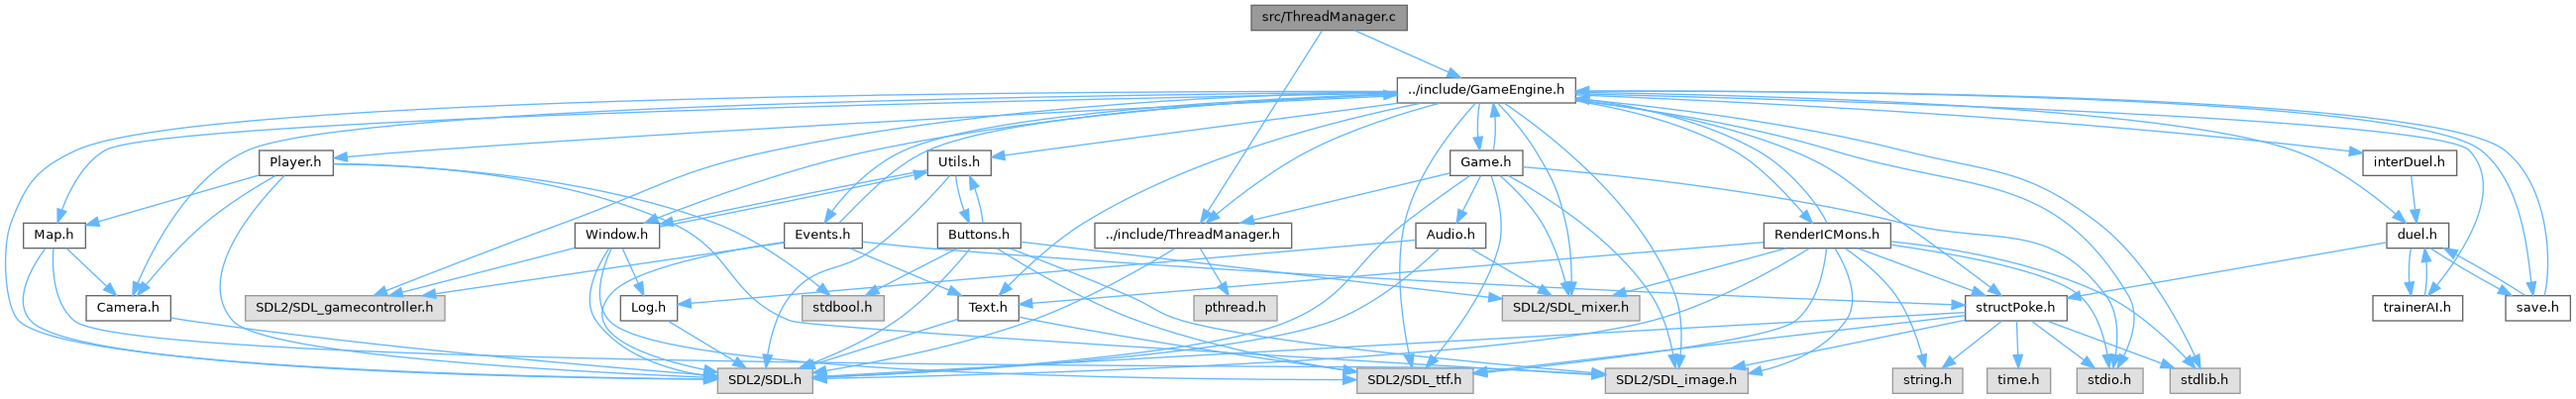 src/ThreadManager.c
../include/GameEngine.h
Player.h
Utils.h
Game.h
interDuel.h
Map.h
Window.h
Events.h
Buttons.h
../include/ThreadManager.h
Audio.h
RenderICMons.h
duel.h
Camera.h
SDL2/SDL_gamecontroller.h
Log.h
stdbool.h
Text.h
pthread.h
SDL2/SDL_mixer.h
structPoke.h
trainerAI.h
save.h
SDL2/SDL.h
SDL2/SDL_ttf.h
SDL2/SDL_image.h
string.h
time.h
stdio.h
stdlib.h